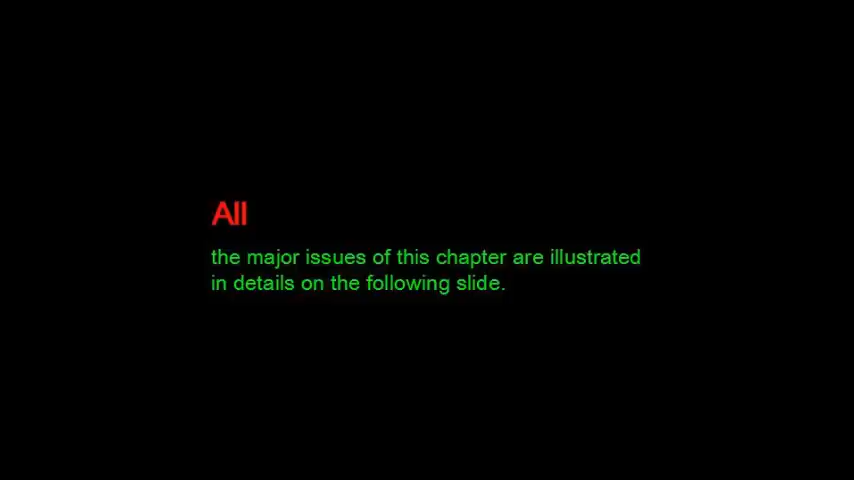 All
the major issues of this chapter are illustrated
in details on the following slide.